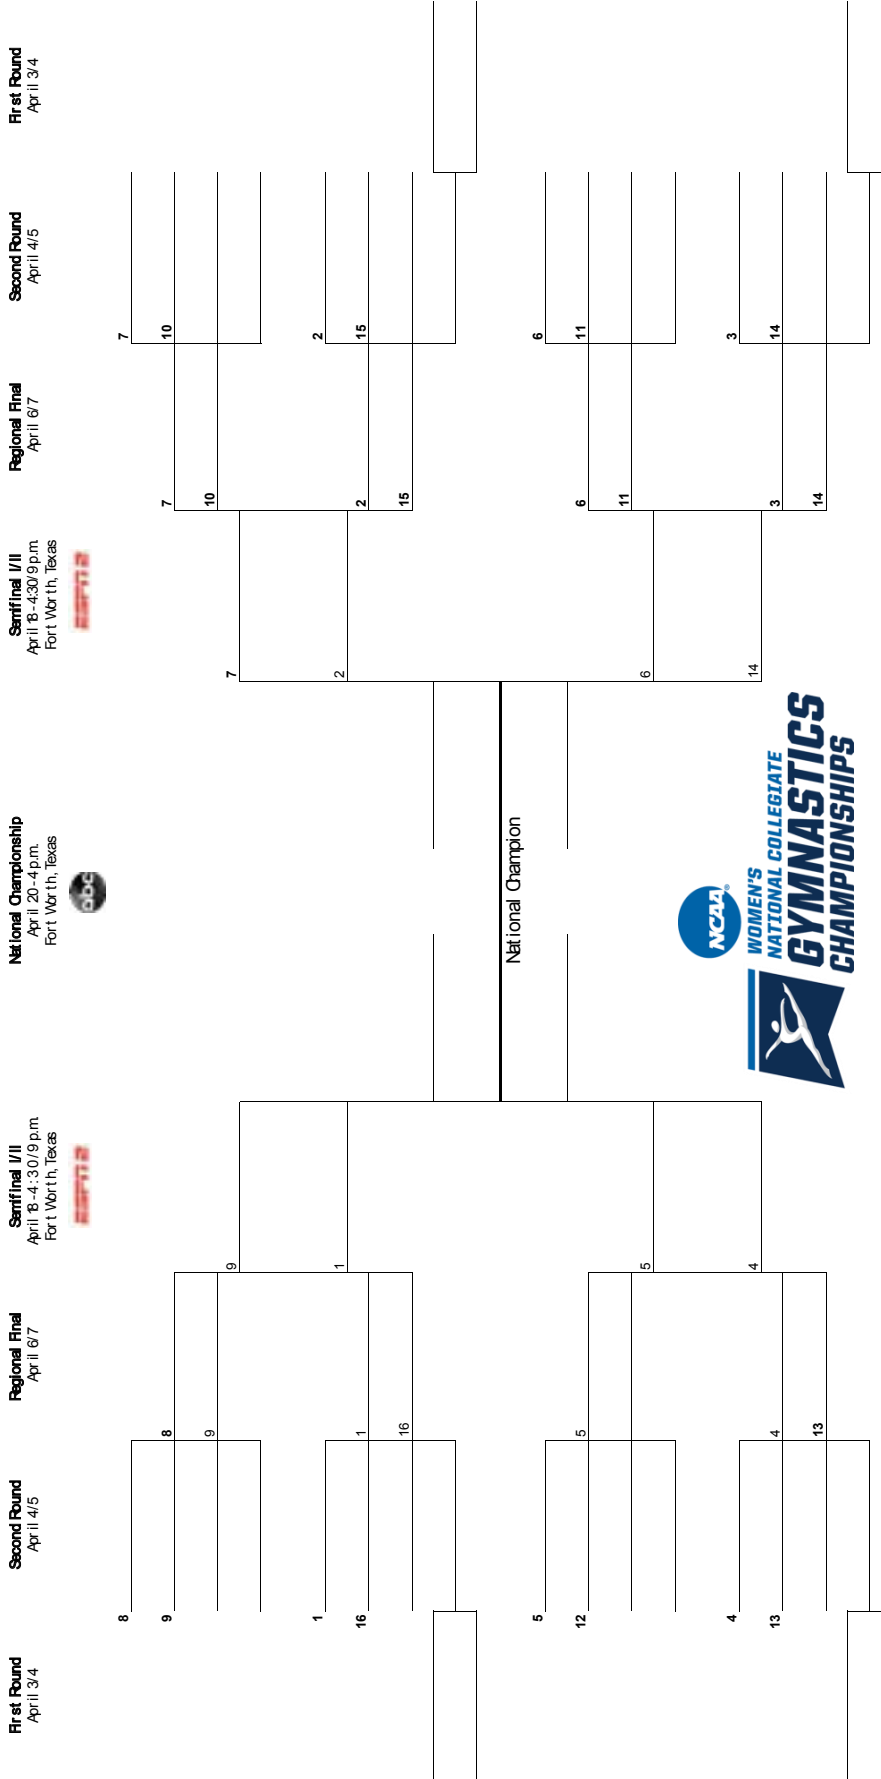 First Round
April 3/4
Second Round
April 4/5
Regional Final
April 6/7
Semifinal I/II
April 18 - 4:30/9 p.m.
Fort Worth, Texas
ESPN2
National Championship
April 20 - 4 p.m.
Fort Worth, Texas
abc
Semifinal I/II
April 18 - 4:30/9 p.m.
Fort Worth, Texas
ESPN2
Regional Final
April 6/7
Second Round
April 4/5
First Round
April 3/4
8 7
9 8 7 10
9 10
9 7
1 2
1 2
16 1 2 15
16 15
National Champion
5 6
12 5 6 11
11
5 6
4 3
4 14
13 4 3 14
13 14
NCAA®
WOMEN'S
NATIONAL COLLEGIATE
GYMNASTICS
CHAMPIONSHIPS